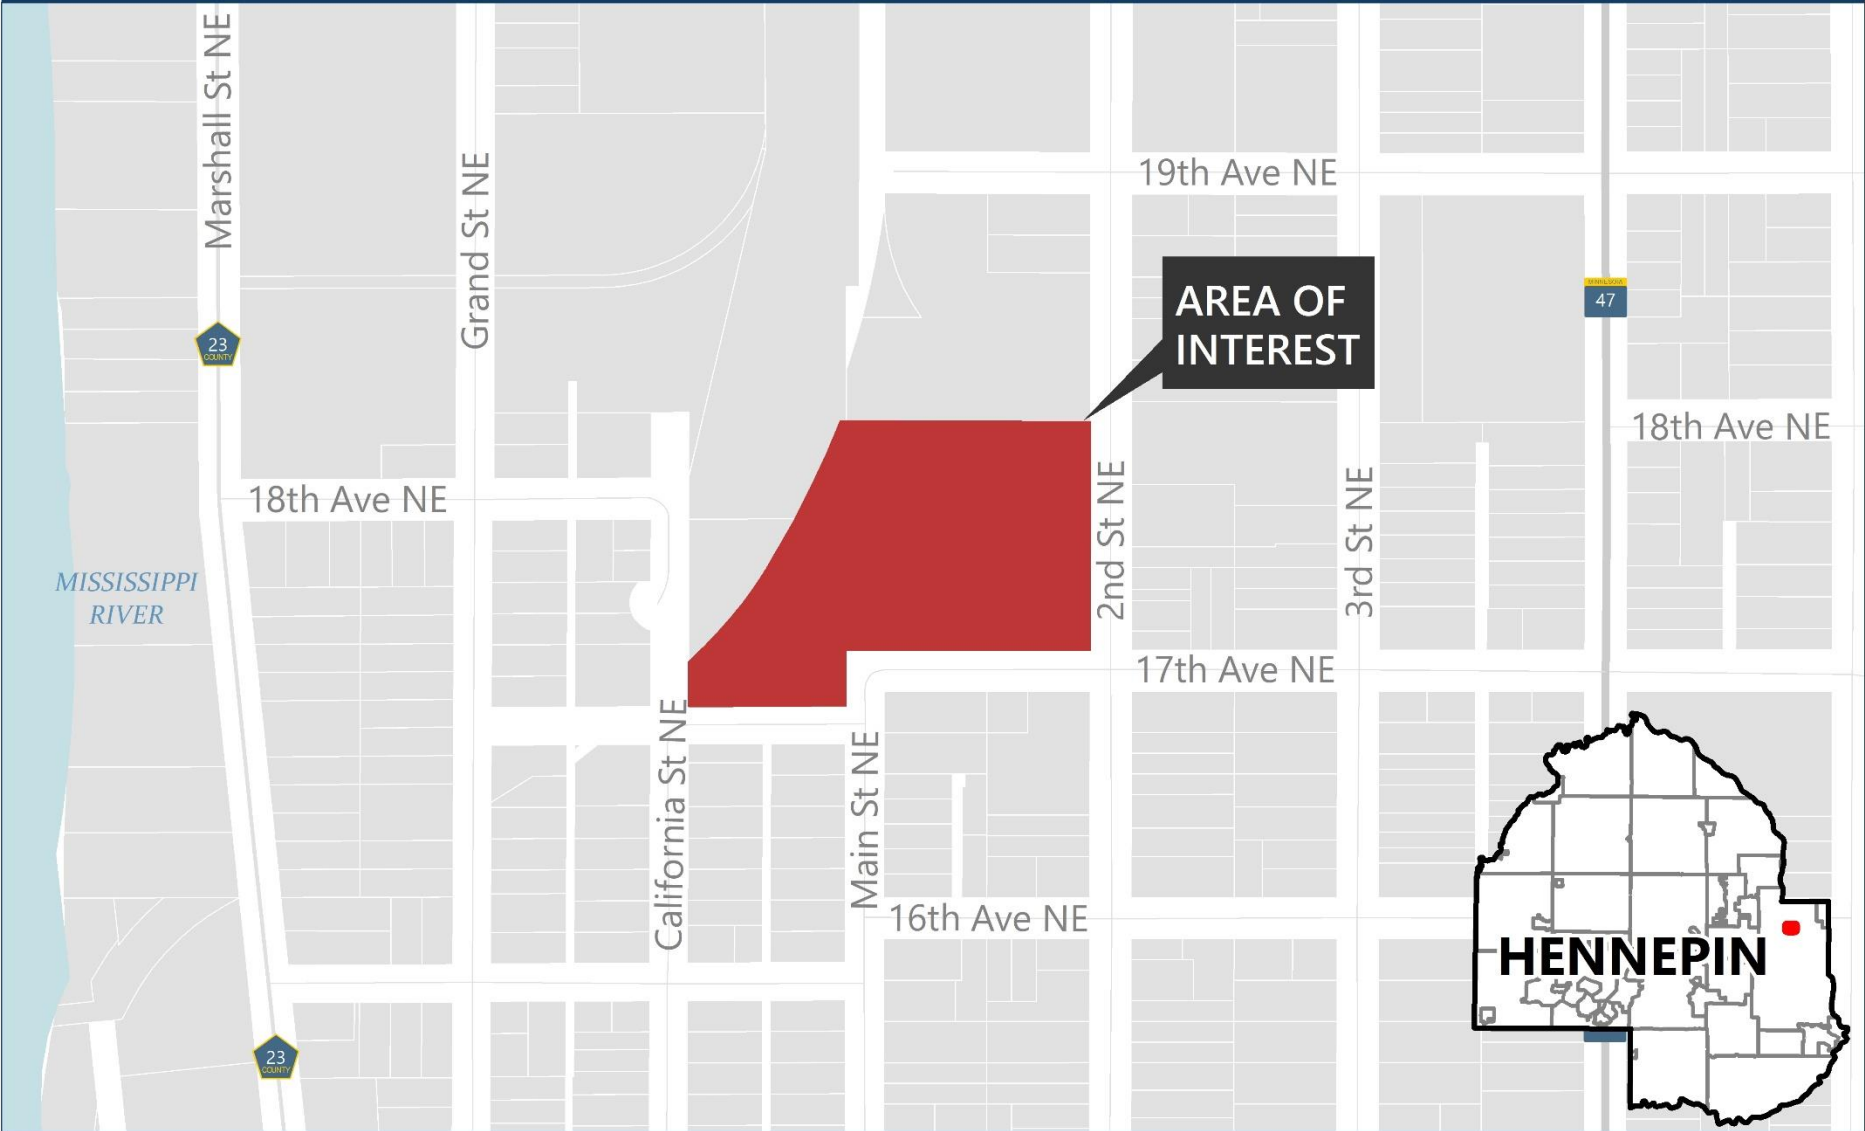 Marshall St NE
Grand St NE
19th Ave NE
AREA OF
INTEREST
MINNESOTA
47
23
COUNTY
18th Ave NE
18th Ave NE
2nd St NE
3rd St NE
MISSISSIPPI
RIVER
17th Ave NE
California St NE
Main St NE
16th Ave NE
HENNEPIN
23
COUNTY